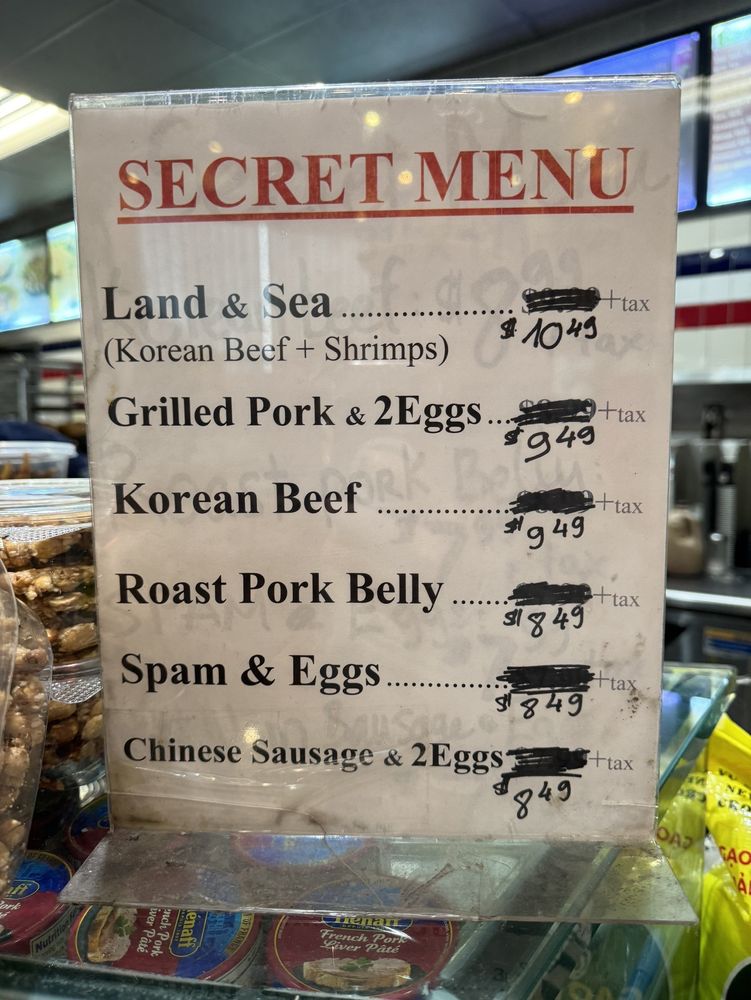 SECRET MENU
Land & Sea .................... +tax
$10 49
(Korean Beef + Shrimps)
Grilled Pork & 2Eggs... +tax
$9 49
Korean Beef ............... +tax
$9 49
Roast Pork Belly ....... +tax
$8 49
Spam & Eggs.............. +tax
$8 49
Chinese Sausage & 2Eggs +tax
$8 49
Henaff
French Pork
Liver Pâté